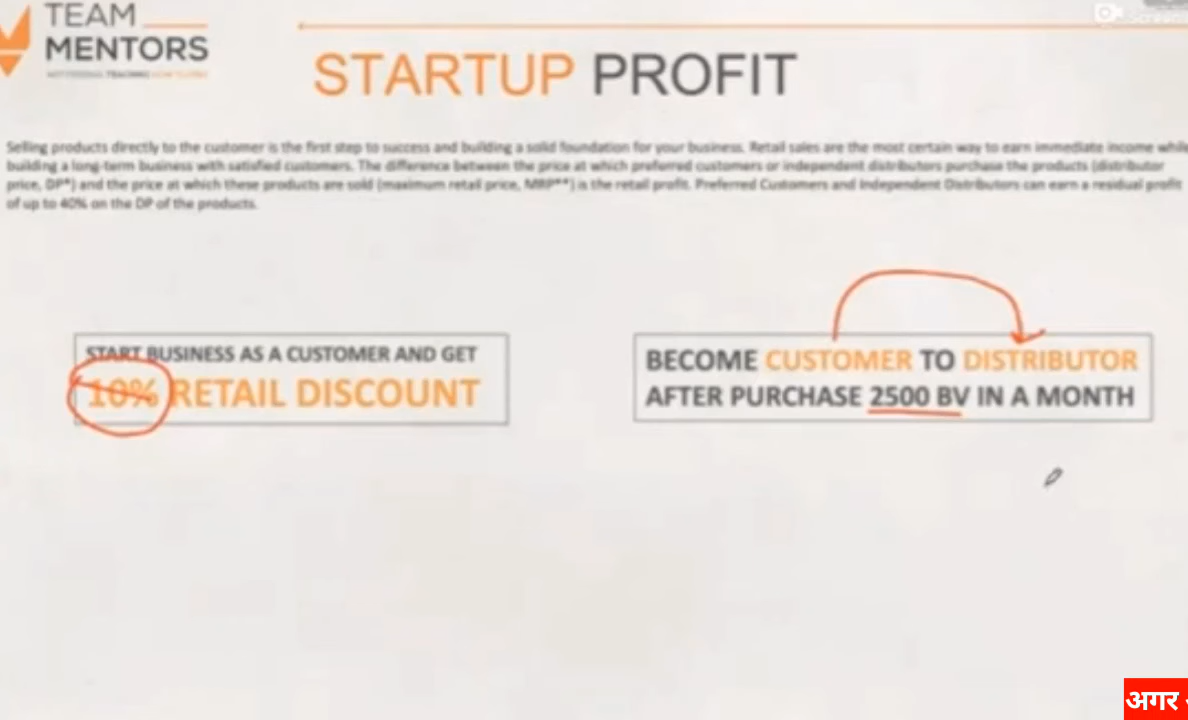 TEAM
MENTORS
STARTUP PROFIT
Selling products directly to the customer is the first step to success and building a solid foundation for your business. Retail sales are the most certain way to earn immediate income while
building a long-term business with satisfied customers. The difference between the price at which preferred customers or independent distributors purchase the products (distributor
price, DP*) and the price at which these products are sold (maximum retail price, MRP**) is the retail profit. Preferred Customers and Independent Distributors can earn a residual profit
of up to 40% on the DP of the products.
START BUSINESS AS A CUSTOMER AND GET
10% RETAIL DISCOUNT
BECOME CUSTOMER TO DISTRIBUTOR
AFTER PURCHASE 2500 BV IN A MONTH
अगर